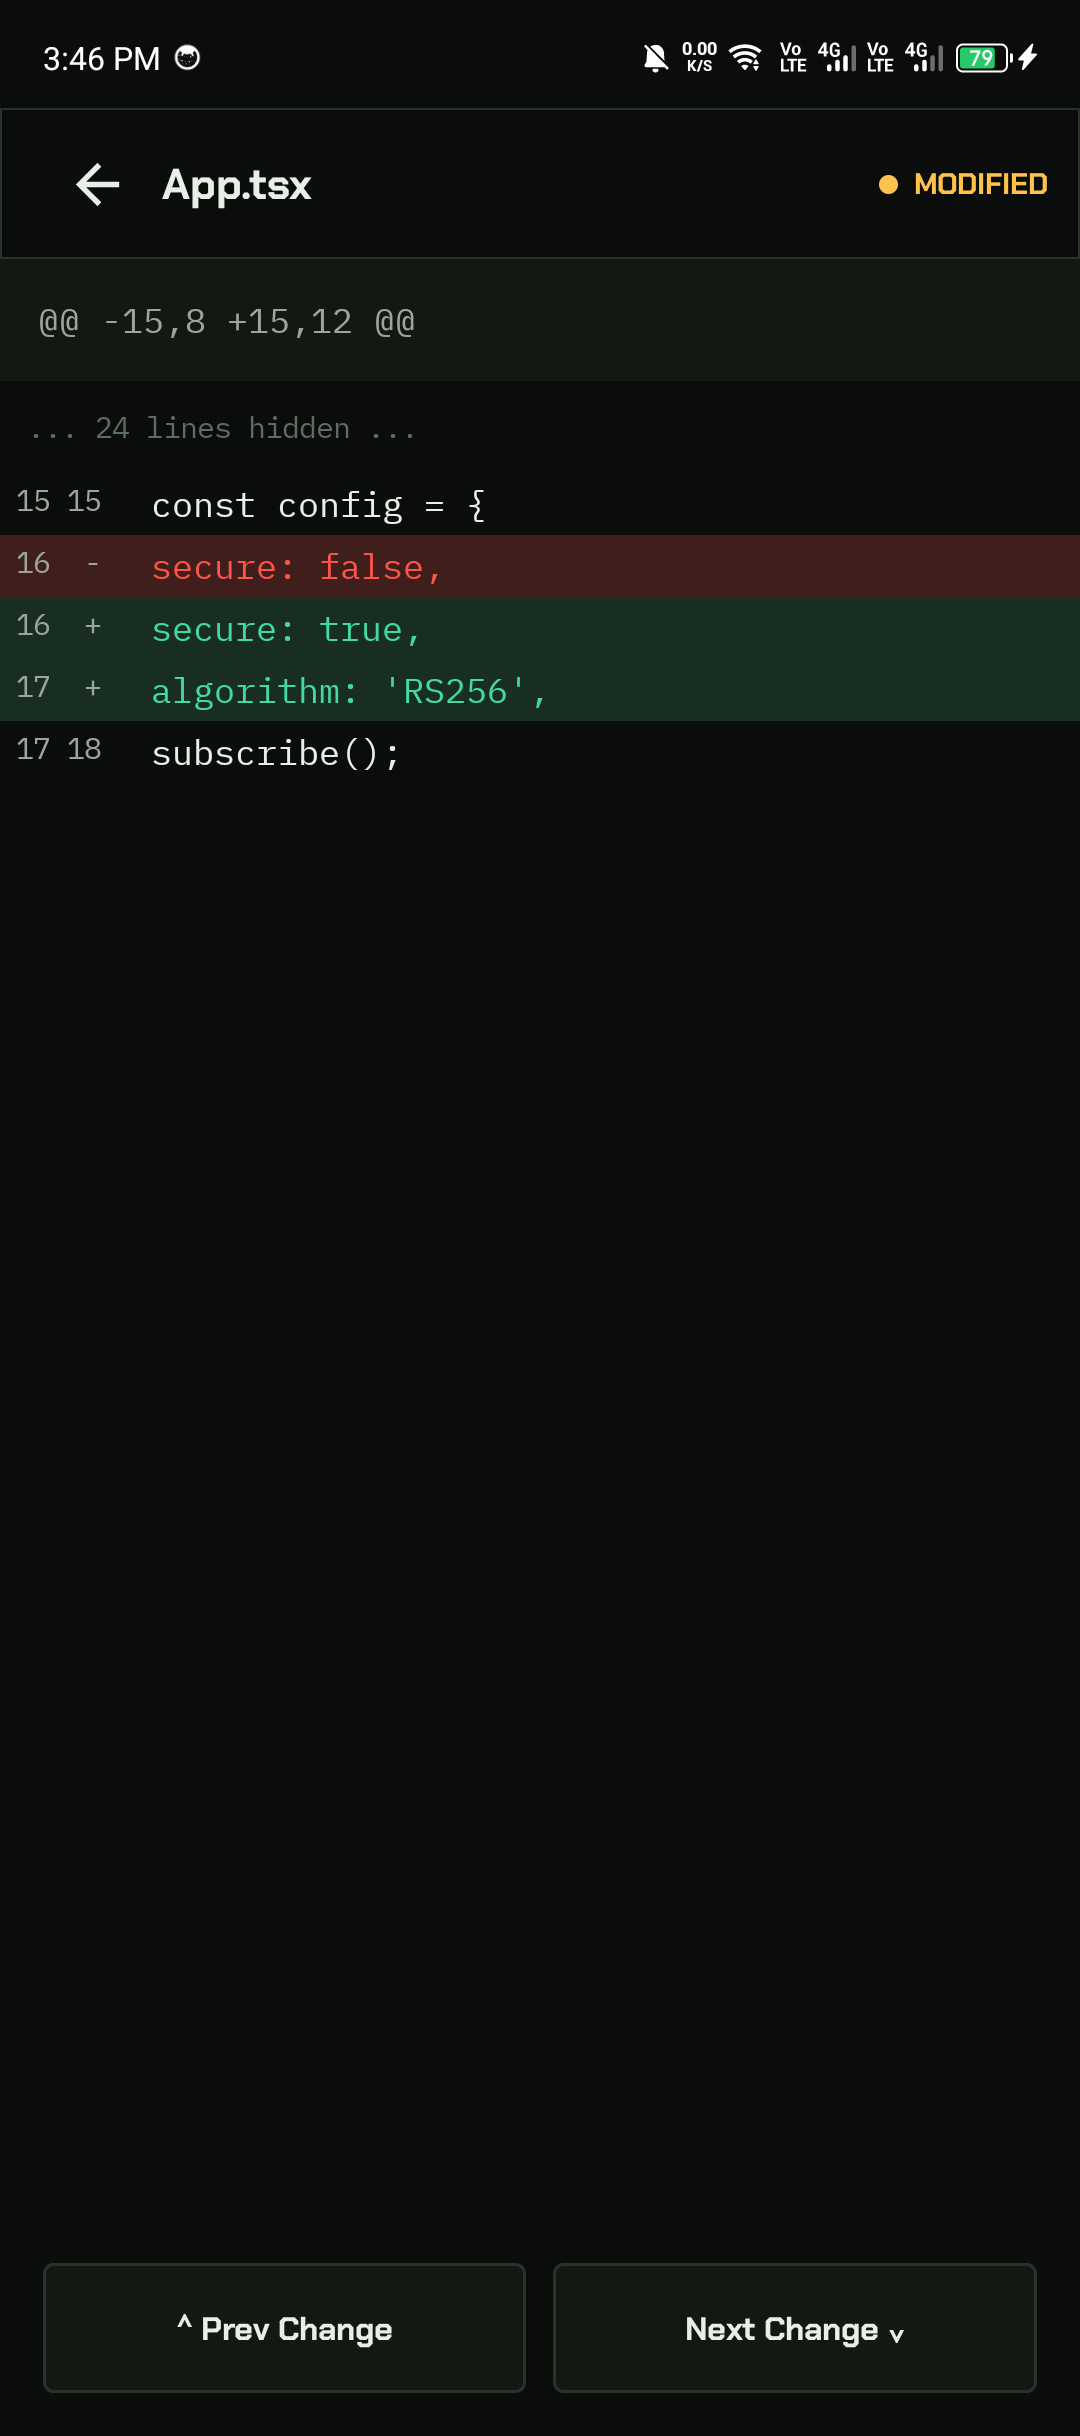 3:46 PM
0.00 K/S
Vo LTE 4G Vo LTE 4G 79
App.tsx
MODIFIED
@@ -15,8 +15,12 @@
... 24 lines hidden ...
15 15 const config = {
16 - secure: false,
16 + secure: true,
17 + algorithm: 'RS256',
17 18 subscribe();
^ Prev Change
Next Change v